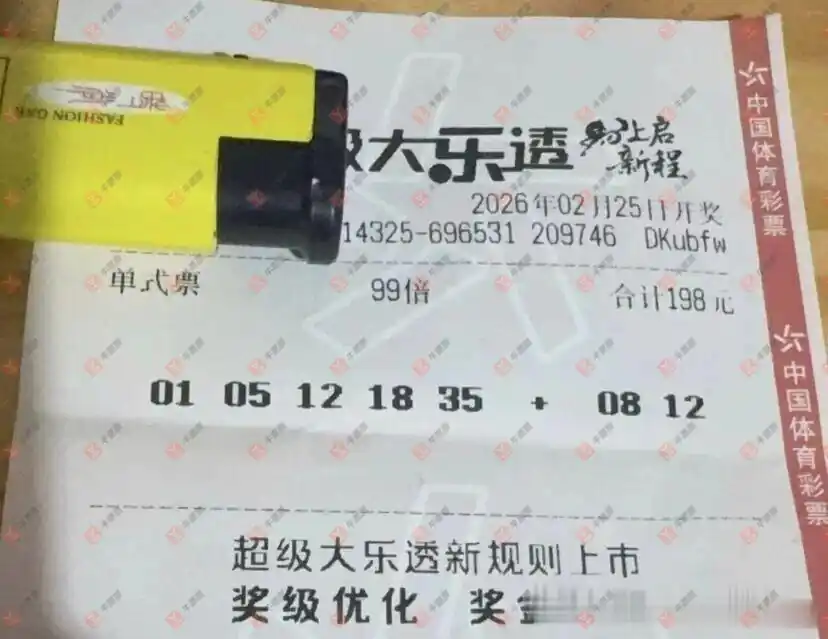 FASHION
级大乐透
马上启
新程
2026年02月25日开奖
14325-696531 209746 DKubfw
单式票 99倍 合计198元
01 05 12 18 35 + 08 12
超级大乐透新规则上市
奖级优化 奖金
中国体育彩票
中国体育彩票